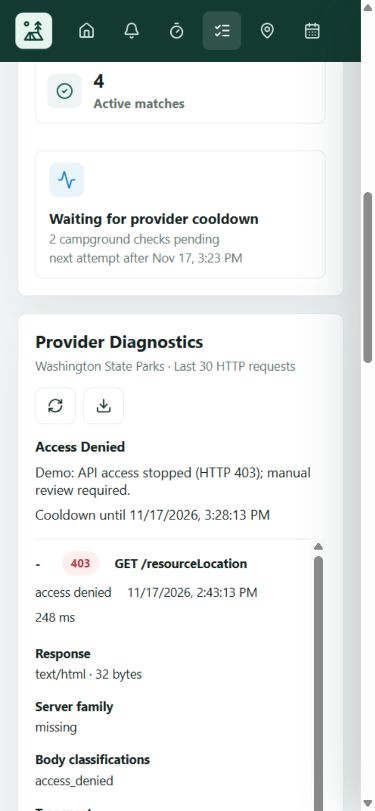 4
Active matches
Waiting for provider cooldown
2 campground checks pending
next attempt after Nov 17, 3:23 PM
Provider Diagnostics
Washington State Parks · Last 30 HTTP requests
Access Denied
Demo: API access stopped (HTTP 403); manual
review required.
Cooldown until 11/17/2026, 3:28:13 PM
- 403 GET /resourceLocation
access denied 11/17/2026, 2:43:13 PM
248 ms
Response
text/html · 32 bytes
Server family
missing
Body classifications
access_denied